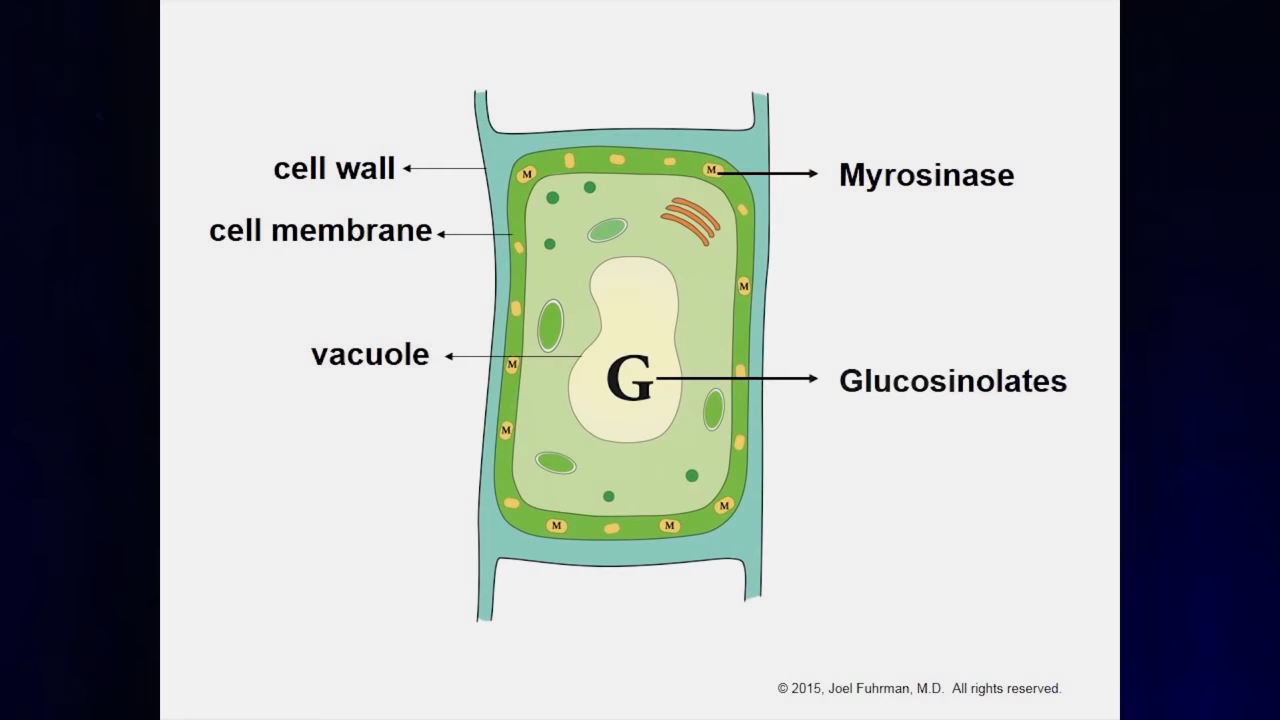 cell wall
Myrosinase
cell membrane
vacuole
Glucosinolates
G
M
M
M
M
M
M
M
M
© 2015, Joel Fuhrman, M.D. All rights reserved.